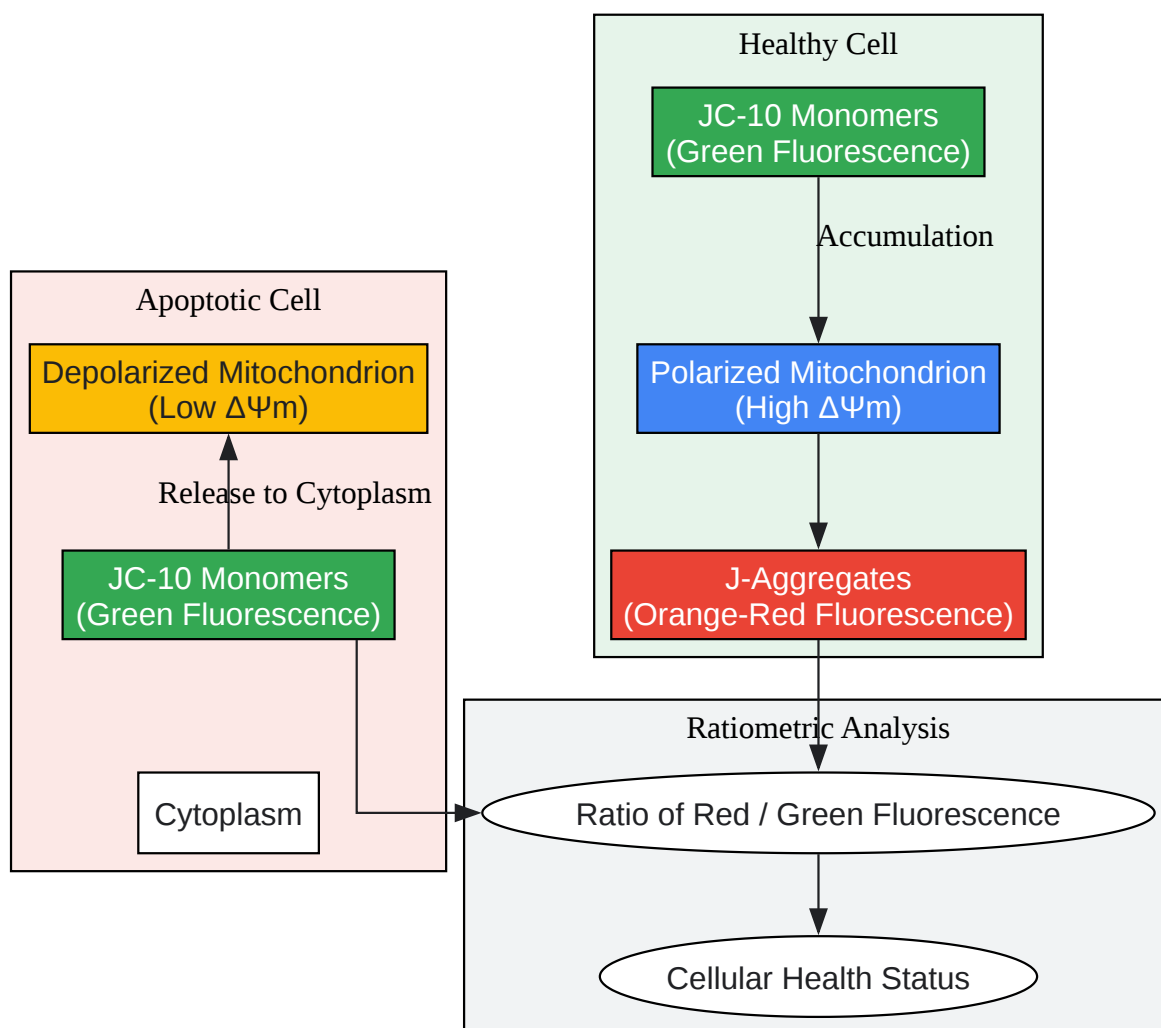 Healthy Cell
JC-10 Monomers
(Green Fluorescence)
Accumulation
Polarized Mitochondrion
(High ΔΨm)
J-Aggregates
(Orange-Red Fluorescence)
Apoptotic Cell
Depolarized Mitochondrion
(Low ΔΨm)
Release to Cytoplasm
JC-10 Monomers
(Green Fluorescence)
Cytoplasm
Ratiometric Analysis
Ratio of Red / Green Fluorescence
Cellular Health Status